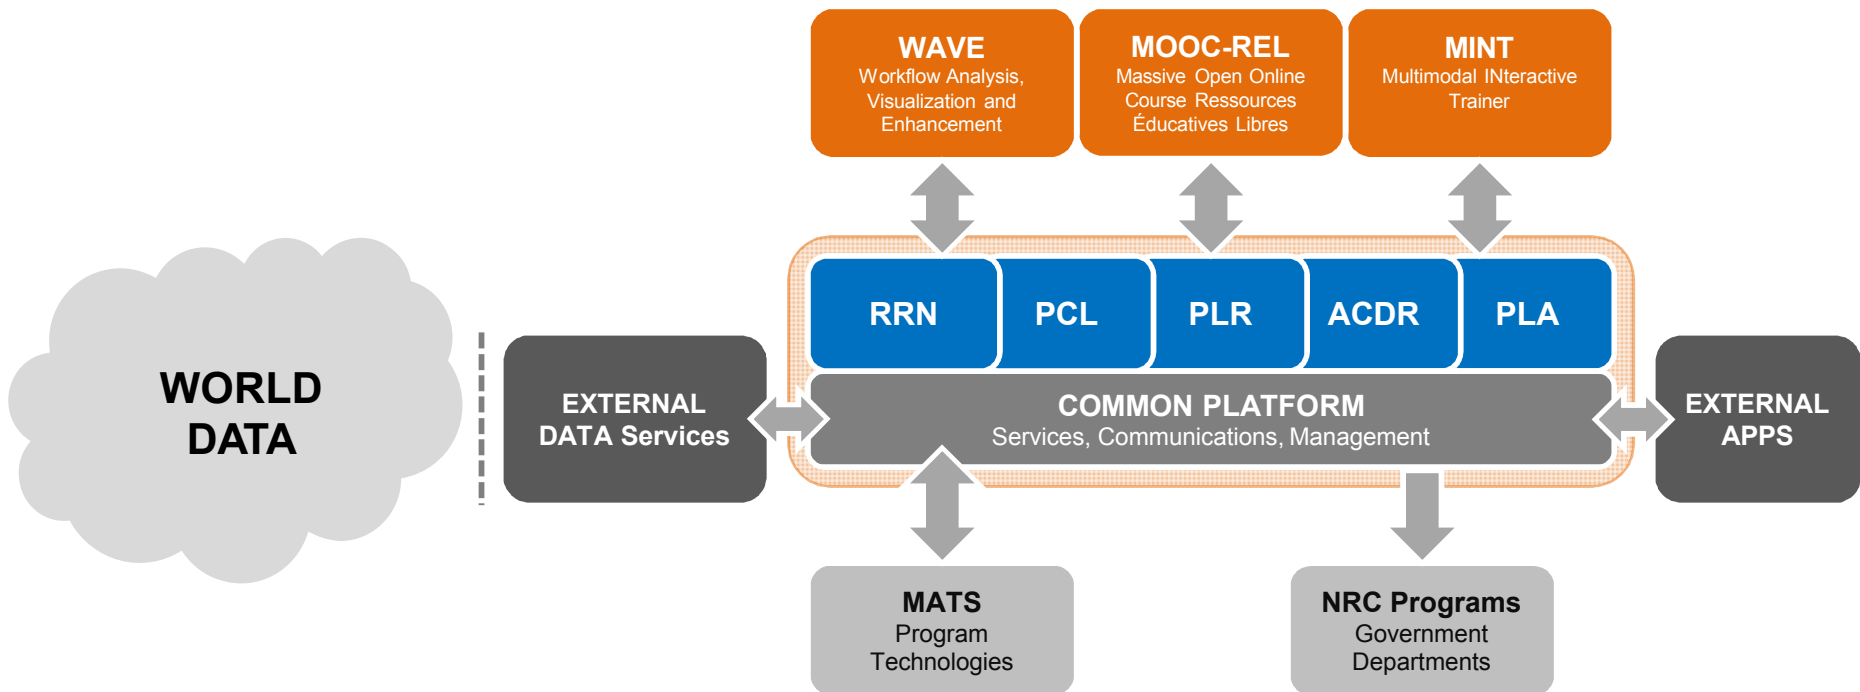 WAVE
Workflow Analysis,
Visualization and
Enhancement
MOOC-REL
Massive Open Online
Course Ressources
Éducatives Libres
MINT
Multimodal INteractive
Trainer
RRN
PCL
PLR
ACDR
PLA
WORLD
DATA
EXTERNAL
DATA Services
COMMON PLATFORM
Services, Communications, Management
EXTERNAL
APPS
MATS
Program
Technologies
NRC Programs
Government
Departments